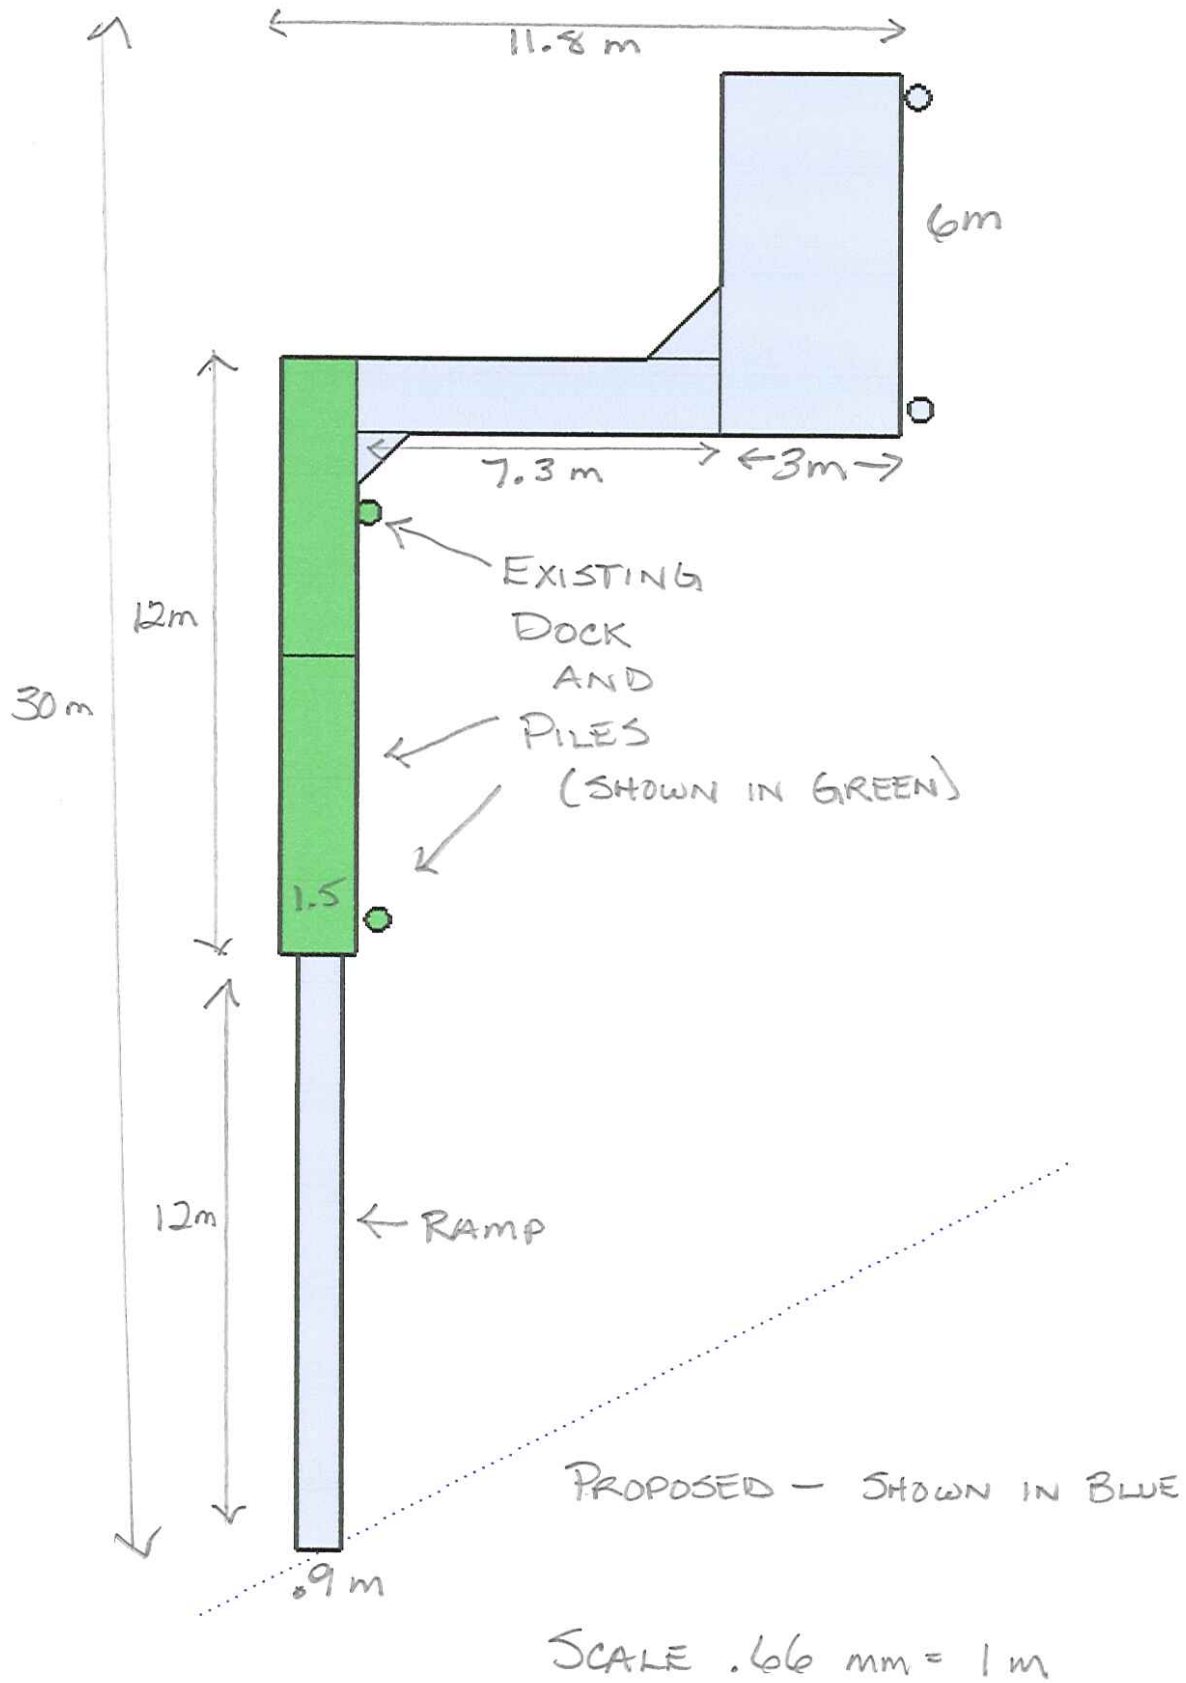 11.8 m
6m
7.3 m
3m
EXISTING
DOCK
AND
PILES
(SHOWN IN GREEN)
12m
30m
1.5
12m
RAMP
PROPOSED – SHOWN IN BLUE
.9 m
SCALE .66 mm = 1 m